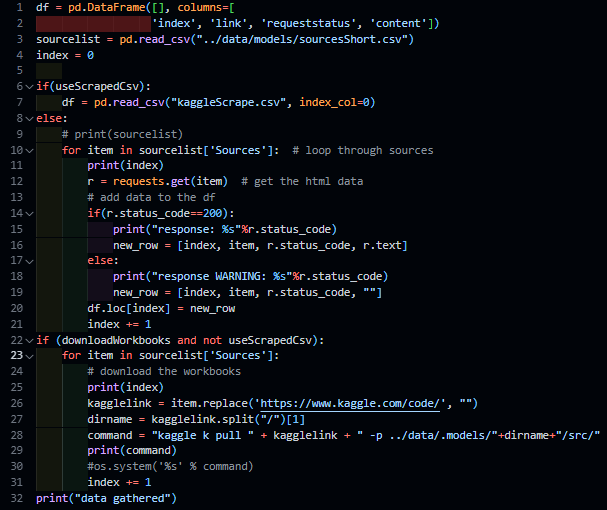 1 df = pd.DataFrame([], columns=[
2 'index', 'link', 'requeststatus', 'content'])
3 sourcelist = pd.read_csv("../data/models/sourcesShort.csv")
4 index = 0
5
6 if(useScrapedCsv):
7 df = pd.read_csv("kaggleScrape.csv", index_col=0)
8 else:
9 # print(sourcelist)
10 for item in sourcelist['Sources']:  # loop through sources
11 print(index)
12 r = requests.get(item)  # get the html data
13 # add data to the df
14 if(r.status_code==200):
15 print("response: %s"%r.status_code)
16 new_row = [index, item, r.status_code, r.text]
17 else:
18 print("response WARNING: %s"%r.status_code)
19 new_row = [index, item, r.status_code, ""]
20 df.loc[index] = new_row
21 index += 1
22 if (downloadWorkbooks and not useScrapedCsv):
23 for item in sourcelist['Sources']:
24 # download the workbooks
25 print(index)
26 kagglelink = item.replace('https://www.kaggle.com/code/', "")
27 dirname = kagglelink.split("/")[1]
28 command = "kaggle k pull " + kagglelink + " -p ../data/.models/"+dirname+"/src/"
29 print(command)
30 #os.system('%s' % command)
31 index += 1
32 print("data gathered")